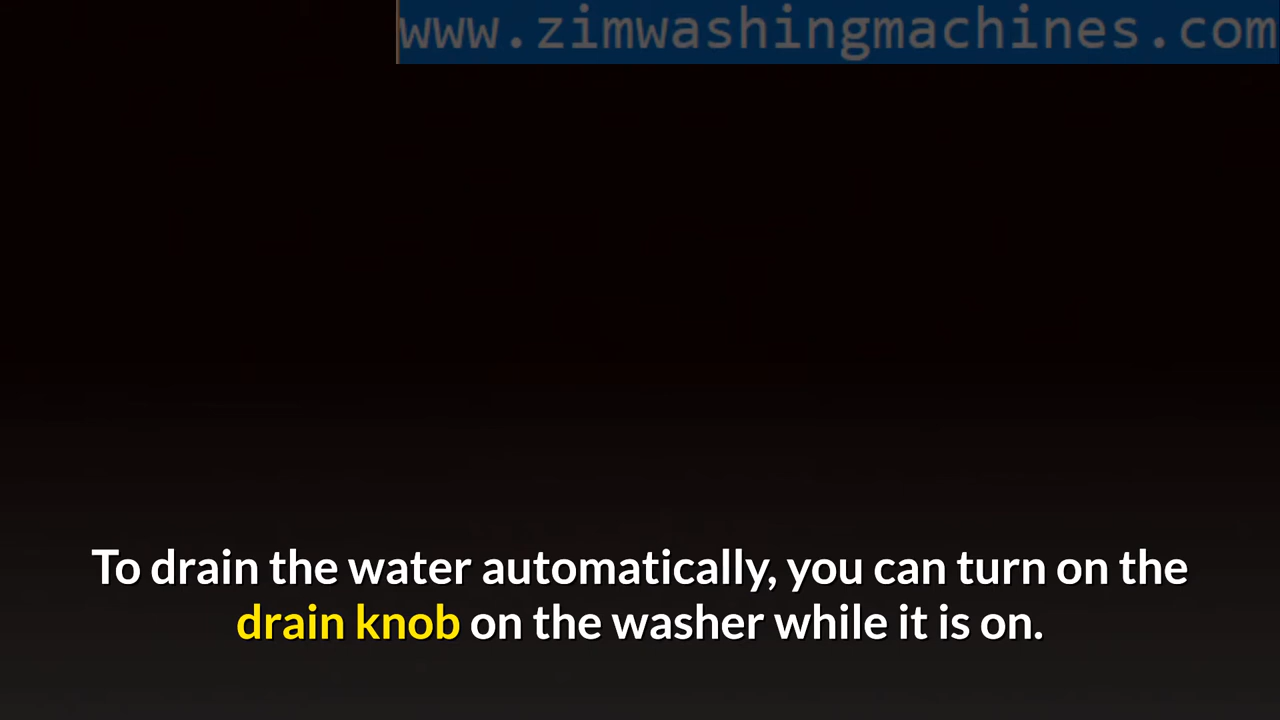 www.zimwashingmachines.com
To drain the water automatically, you can turn on the
drain knob on the washer while it is on.